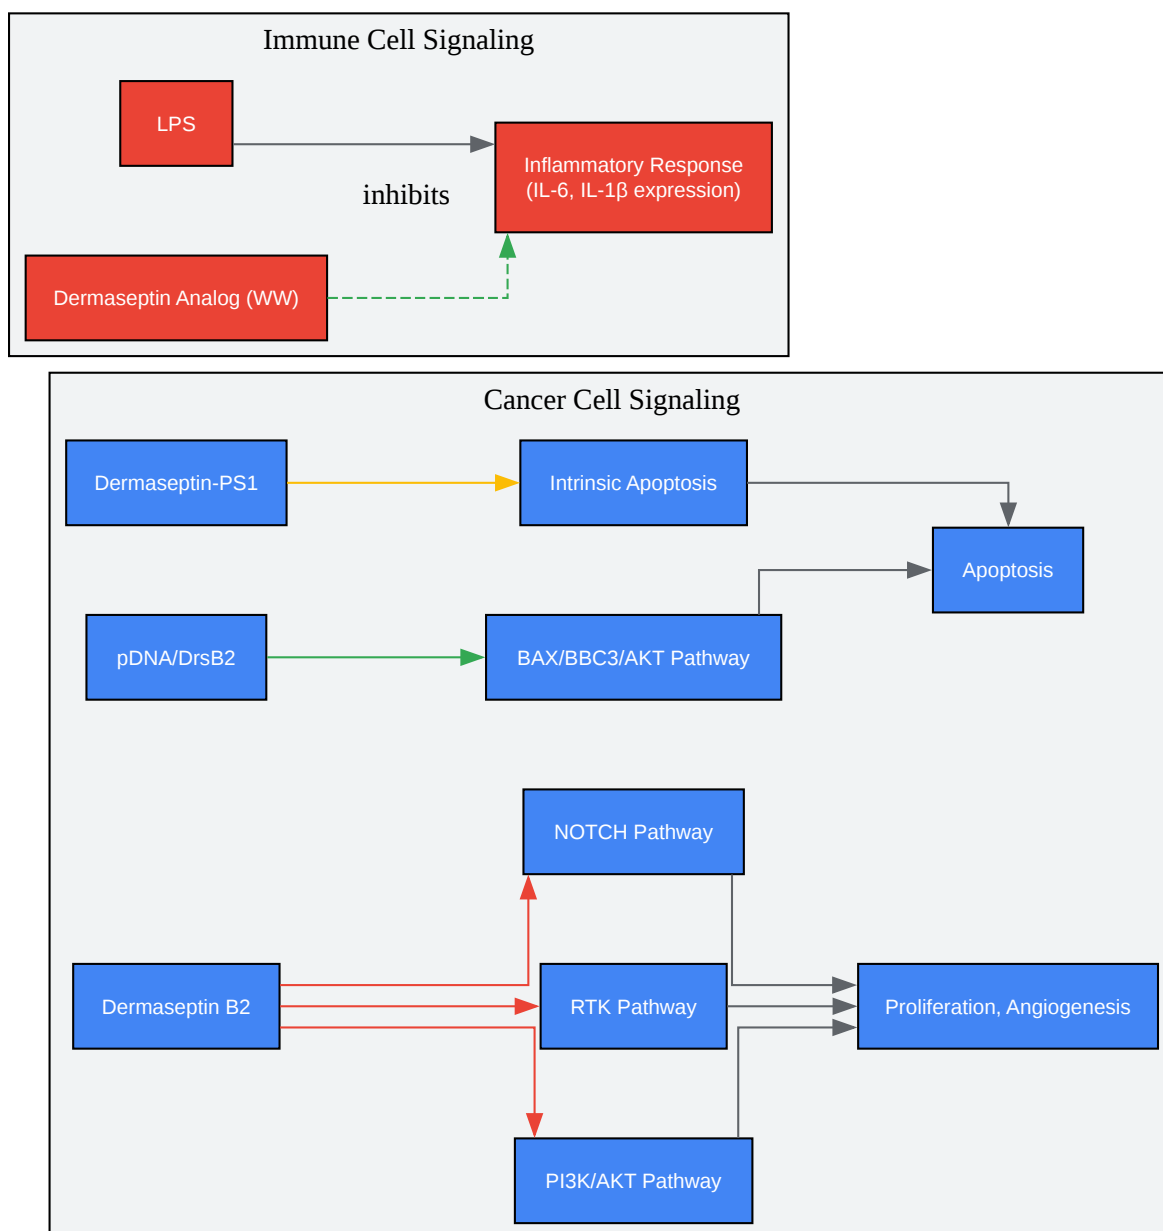 Immune Cell Signaling
LPS
Inflammatory Response
(IL-6, IL-1β expression)
inhibits
Dermaseptin Analog (WW)
Cancer Cell Signaling
Dermaseptin-PS1
Intrinsic Apoptosis
Apoptosis
pDNA/DrsB2
BAX/BBC3/AKT Pathway
NOTCH Pathway
Dermaseptin B2
RTK Pathway
Proliferation, Angiogenesis
PI3K/AKT Pathway